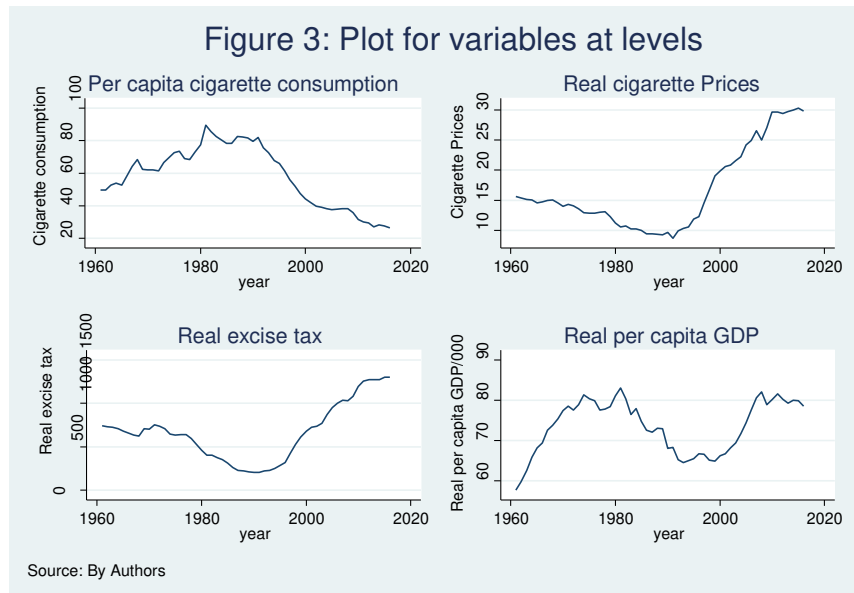 Figure 3: Plot for variables at levels
Per capita cigarette consumption
Cigarette consumption
100
80
60
40
20
1960 1980 2000 2020
year
Real cigarette Prices
Cigarette Prices
30
25
20
15
10
1960 1980 2000 2020
year
Real excise tax
Real excise tax
1500
1000
500
0
1960 1980 2000 2020
year
Real per capita GDP
Real per capita GDP/000
90
80
70
60
1960 1980 2000 2020
year
Source: By Authors